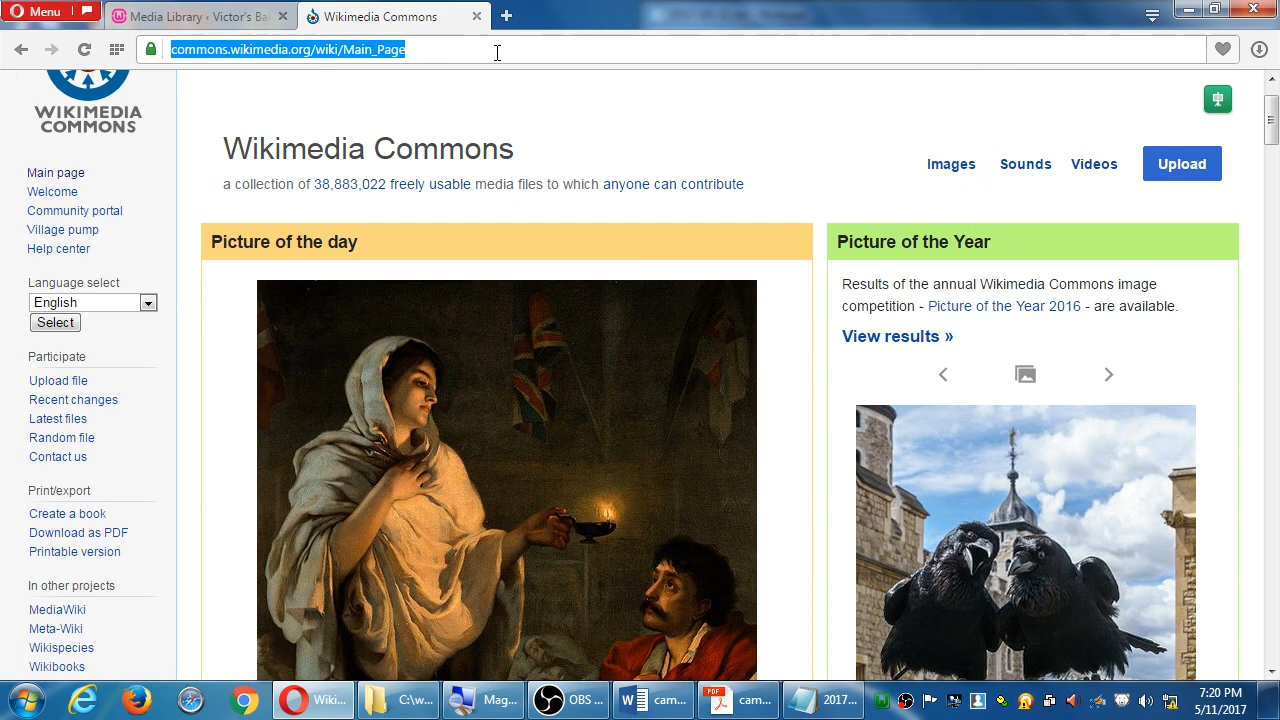 Menu
Media Library ‹ Victor's Ba
Wikimedia Commons
commons.wikimedia.org/wiki/Main_Page
WIKIMEDIA
COMMONS
Main page
Welcome
Community portal
Village pump
Help center
Language select
English
Select
Participate
Upload file
Recent changes
Latest files
Random file
Contact us
Print/export
Create a book
Download as PDF
Printable version
In other projects
MediaWiki
Meta-Wiki
Wikispecies
Wikibooks
Wikimedia Commons
a collection of 38,883,022 freely usable media files to which anyone can contribute
Images Sounds Videos Upload
Picture of the day
Picture of the Year
Results of the annual Wikimedia Commons image
competition - Picture of the Year 2016 - are available.
View results »
Wiki... C:\w... Mag... OBS ... cam... PDF cam... 2017...
7:20 PM
5/11/2017